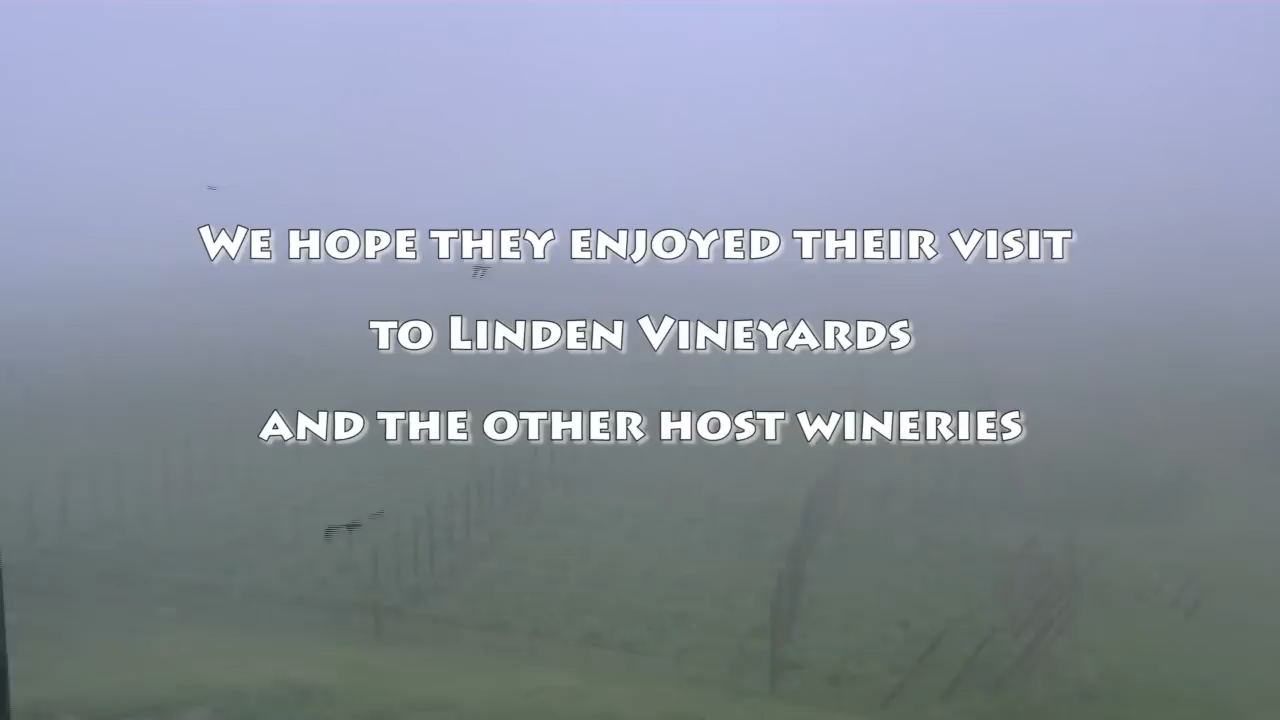 We hope they enjoyed their visit
to Linden Vineyards
and the other host wineries